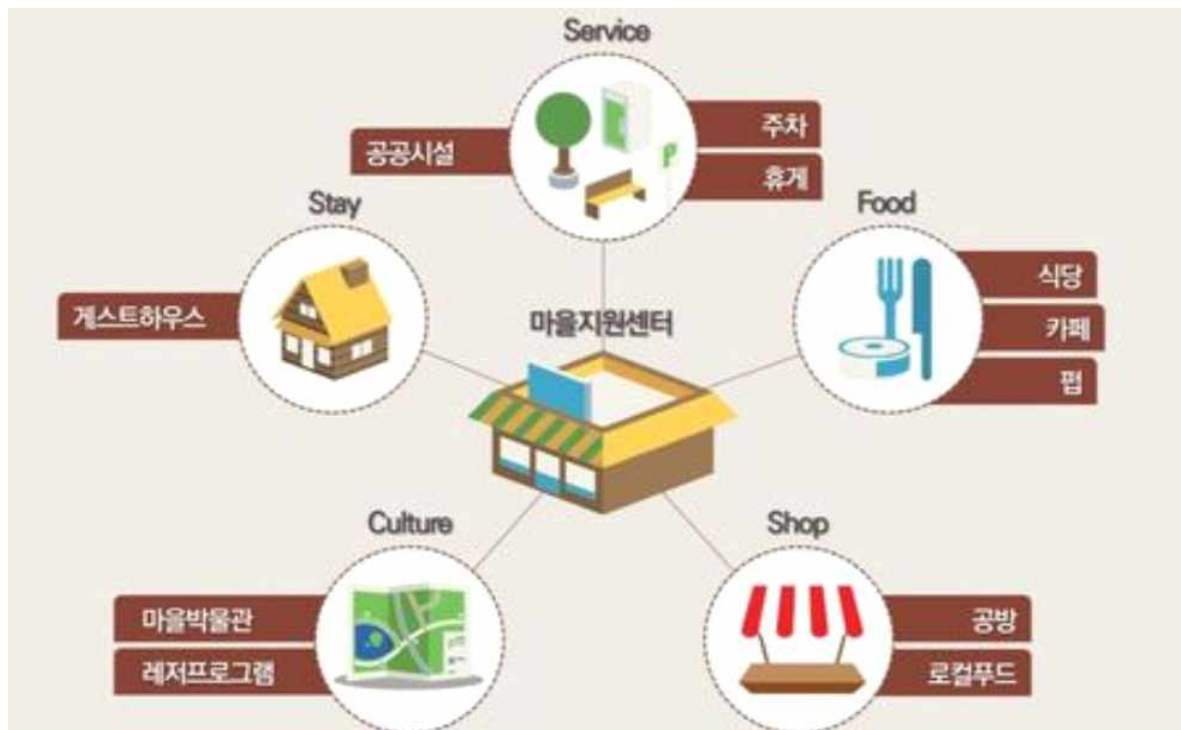 Service
공공시설
주차
휴게
Stay
게스트하우스
Food
식당
카페
펍
마을지원센터
Culture
마을박물관
레저프로그램
Shop
공방
로컬푸드